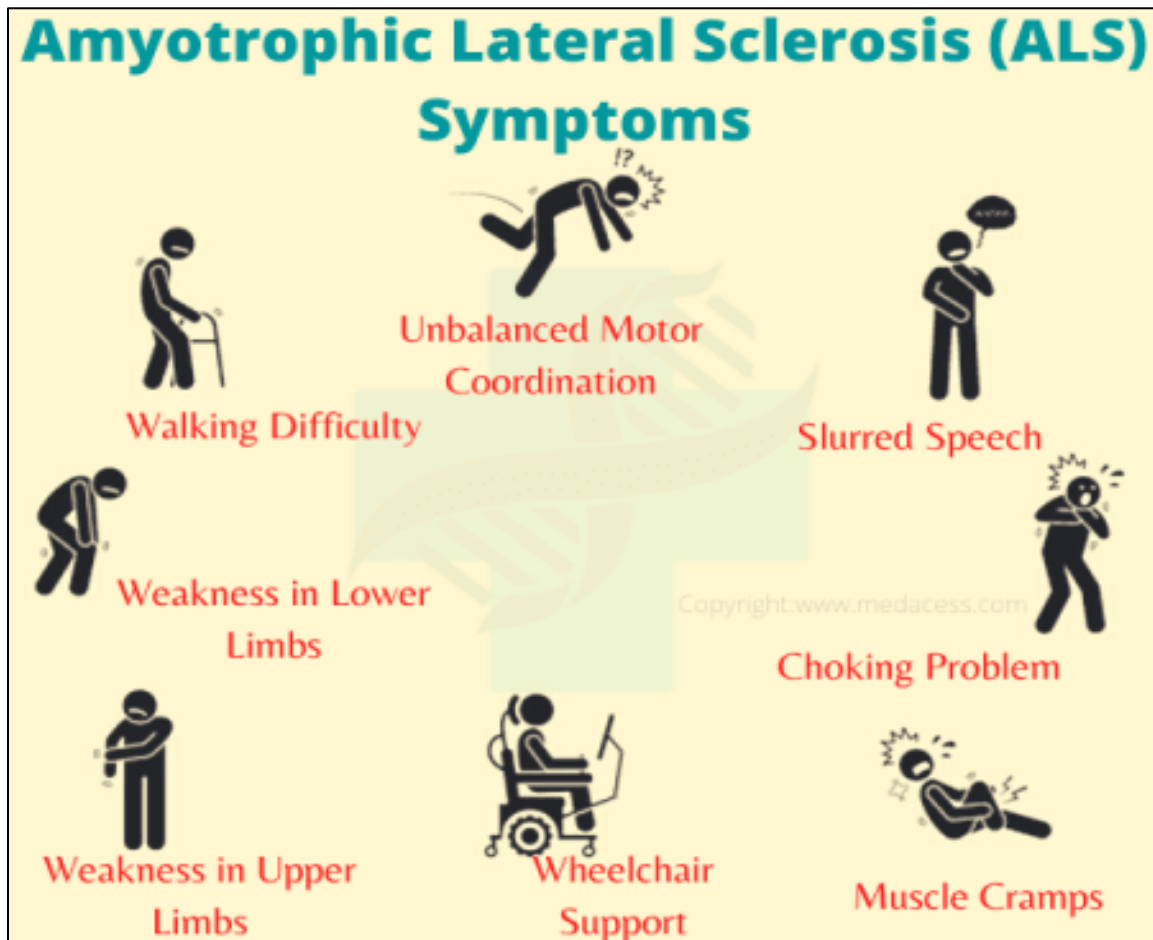 Amyotrophic Lateral Sclerosis (ALS)
Symptoms
!?
Unbalanced Motor
Coordination
Walking Difficulty
Slurred Speech
Weakness in Lower
Limbs
Copyright:www.medacess.com
Choking Problem
Weakness in Upper
Limbs
Wheelchair
Support
Muscle Cramps